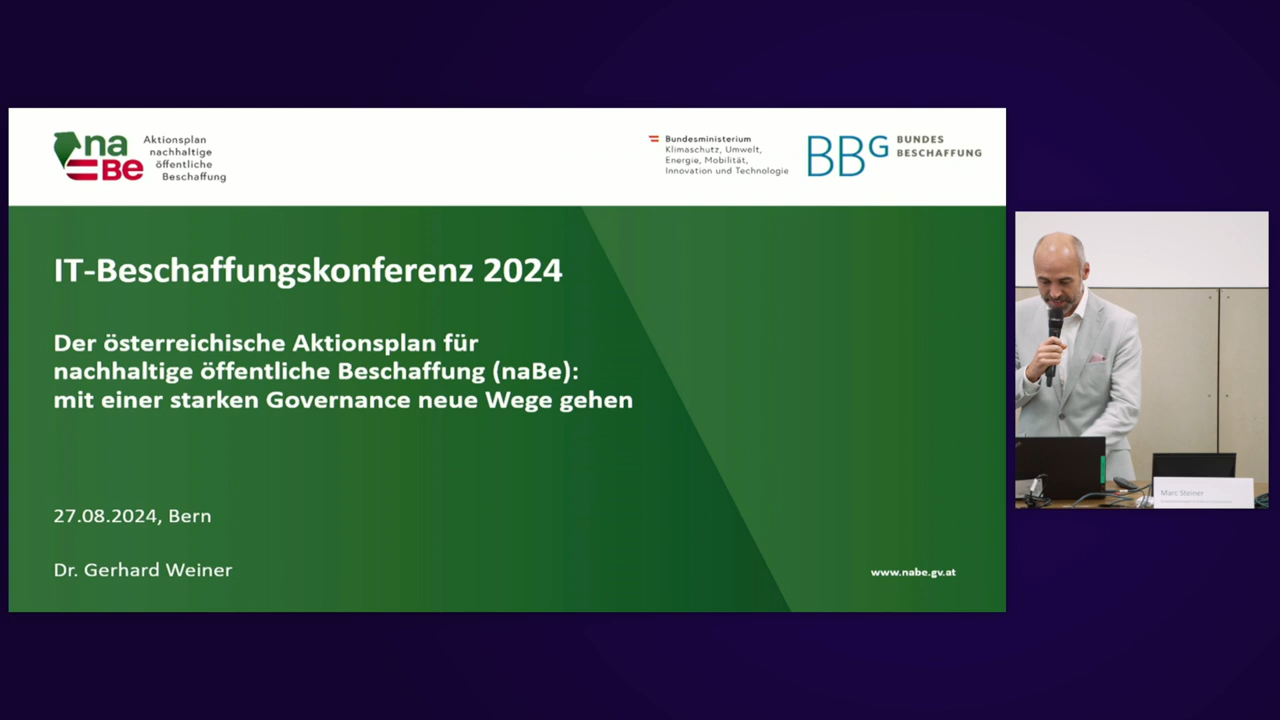 na
Be
Aktionsplan
nachhaltige
öffentliche
Beschaffung
Bundesministerium
Klimaschutz, Umwelt,
Energie, Mobilität,
Innovation und Technologie
BBG
BUNDES
BESCHAFFUNG
IT-Beschaffungskonferenz 2024
Der österreichische Aktionsplan für
nachhaltige öffentliche Beschaffung (naBe):
mit einer starken Governance neue Wege gehen
27.08.2024, Bern
Dr. Gerhard Weiner
www.nabe.gv.at
Marc Steiner